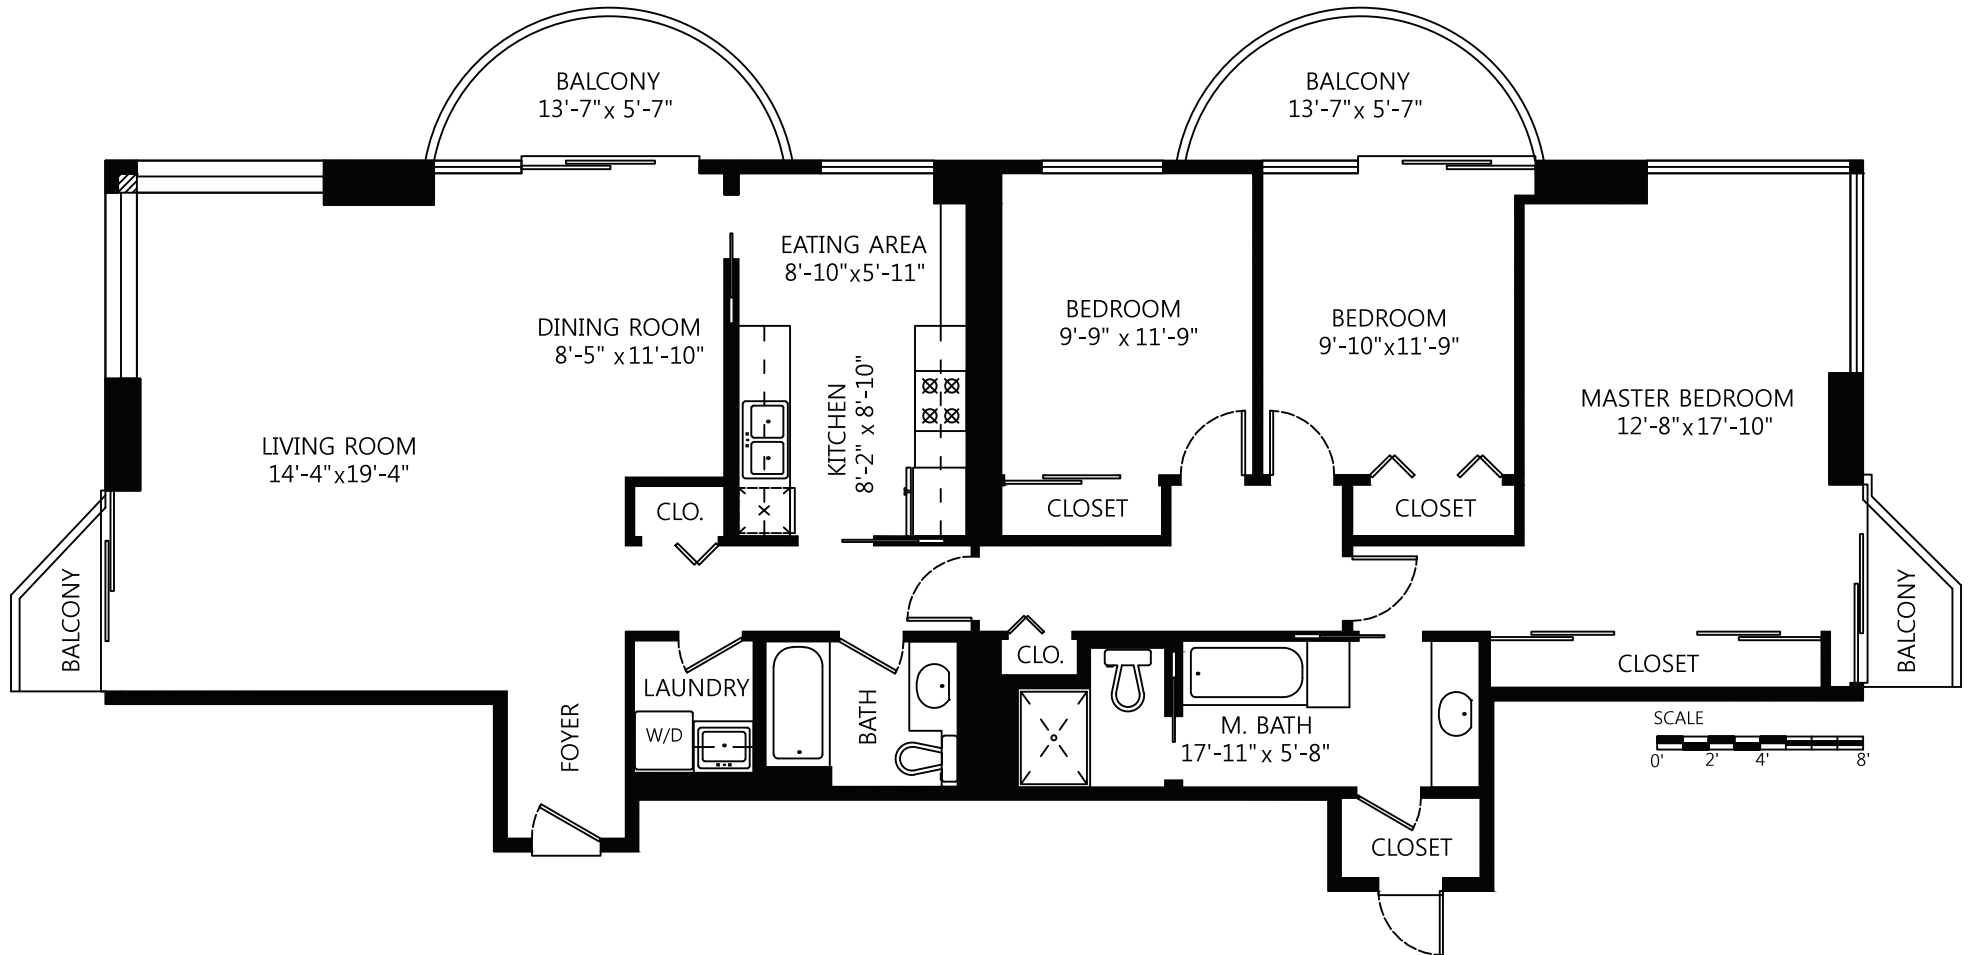 BALCONY
13'-7"x 5'-7"
BALCONY
13'-7"x 5'-7"
EATING AREA
8'-10"x5'-11"
DINING ROOM
8'-5" x11'-10"
BEDROOM
9'-9" x 11'-9"
BEDROOM
9'-10"x11'-9"
KITCHEN
8'-2" x 8'-10"
MASTER BEDROOM
12'-8"x17'-10"
LIVING ROOM
14'-4"x19'-4"
CLO.
CLOSET
CLOSET
BALCONY
BALCONY
CLO.
CLOSET
LAUNDRY
W/D
FOYER
BATH
M. BATH
17'-11" x 5'-8"
SCALE
0' 2' 4' 8'
CLOSET